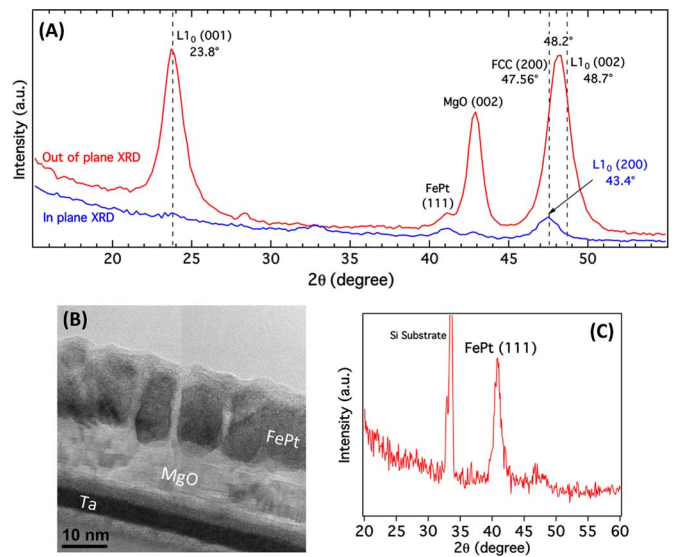 (A)
L1₀ (001)
23.8°
48.2°
FCC (200)
47.56°
L1₀ (002)
48.7°
MgO (002)
Out of plane XRD
FePt
(111)
L1₀ (200)
43.4°
In plane XRD
Intensity (a.u.)
20 25 30 35 40 45 50
2θ (degree)
(B)
FePt
MgO
Ta
10 nm
(C)
Si Substrate
FePt (111)
Intensity (a.u.)
20 25 30 35 40 45 50 55 60
2θ (degree)